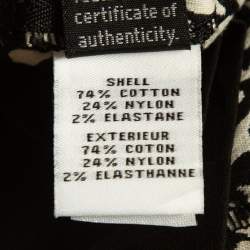 certificate of
authenticity.
SHELL
74% COTTON
24% NYLON
2% ELASTANE
EXTERIEUR
74% COTON
24% NYLON
2% ELASTHANNE